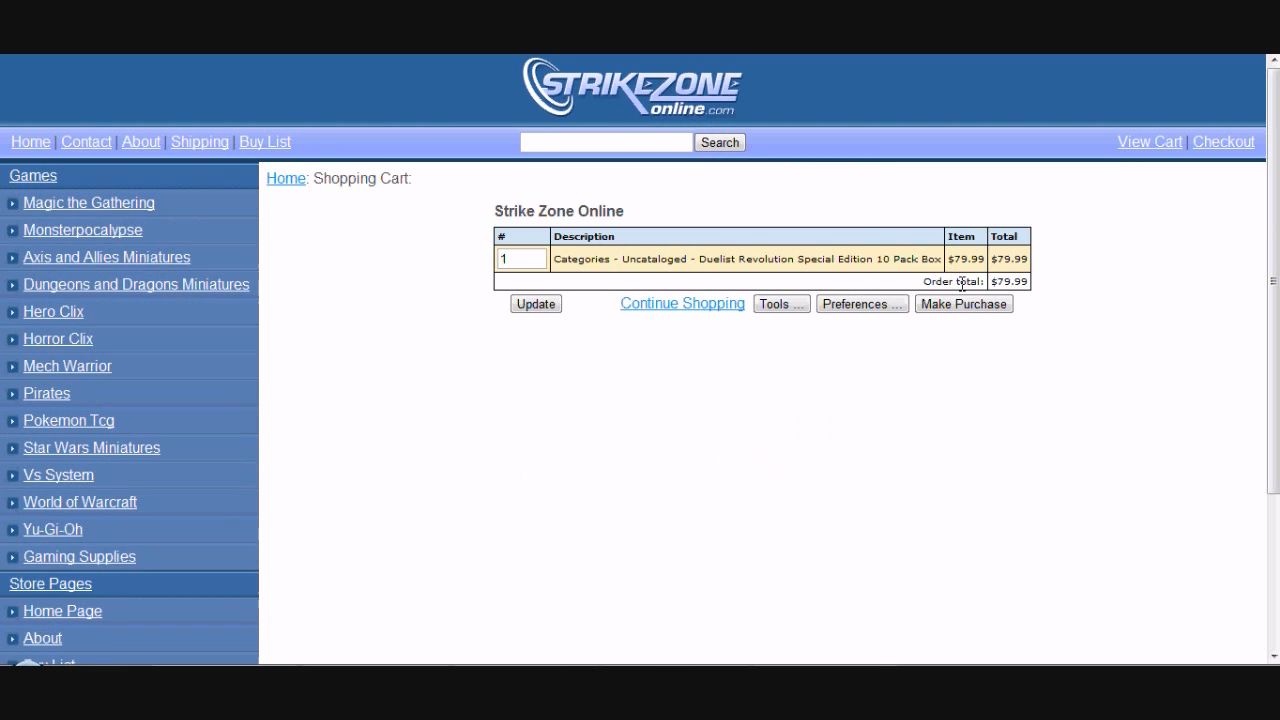 STRIKEZONE
online.com
Home | Contact | About | Shipping | Buy List
Search
View Cart | Checkout
Games
Magic the Gathering
Monsterpocalypse
Axis and Allies Miniatures
Dungeons and Dragons Miniatures
Hero Clix
Horror Clix
Mech Warrior
Pirates
Pokemon Tcg
Star Wars Miniatures
Vs System
World of Warcraft
Yu-Gi-Oh
Gaming Supplies
Store Pages
Home Page
About
List
Home: Shopping Cart:
Strike Zone Online
# Description Item Total
1 Categories - Uncataloged - Duelist Revolution Special Edition 10 Pack Box $79.99 $79.99
Order total: $79.99
Update Continue Shopping Tools ... Preferences ... Make Purchase